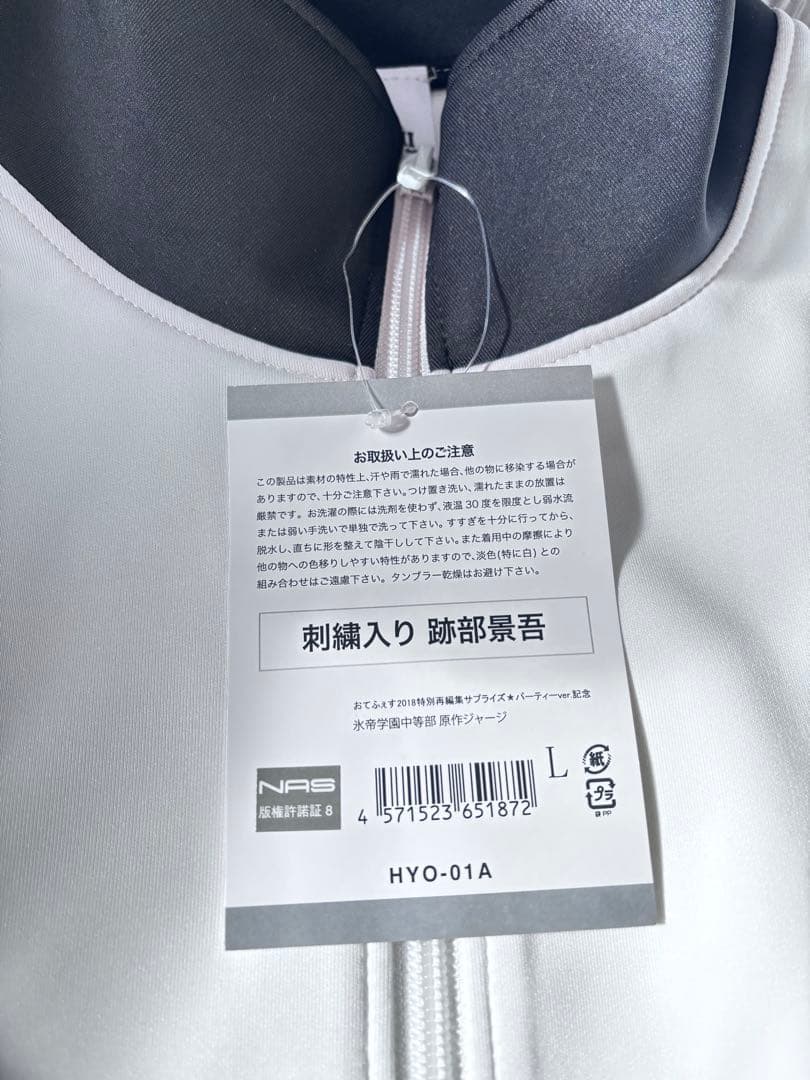 お取扱い上のご注意
この製品は素材の特性上、汗や雨で濡れた場合、他の物に移染する場合が
ありますので、十分ご注意下さい。つけ置き洗い、濡れたままの放置は
厳禁です。 お洗濯の際には洗剤を使わず、液温 30 度を限度とし弱水流
または弱い手洗いで単独で洗って下さい。すすぎを十分に行ってから、
脱水し、直ちに形を整えて陰干しして下さい。また着用中の摩擦により
他の物への色移りしやすい特性がありますので、淡色(特に白)との
組み合わせはご遠慮下さい。 タンブラー乾燥はお避け下さい。
刺繍入り 跡部景吾
おてふぇす2018特別再編集サプライズ★パーティーver.記念
氷帝学園中等部 原作ジャージ
NAS
版権許諾証 8
4 571523 651872
L
紙
プラ
PP
HYO-01A